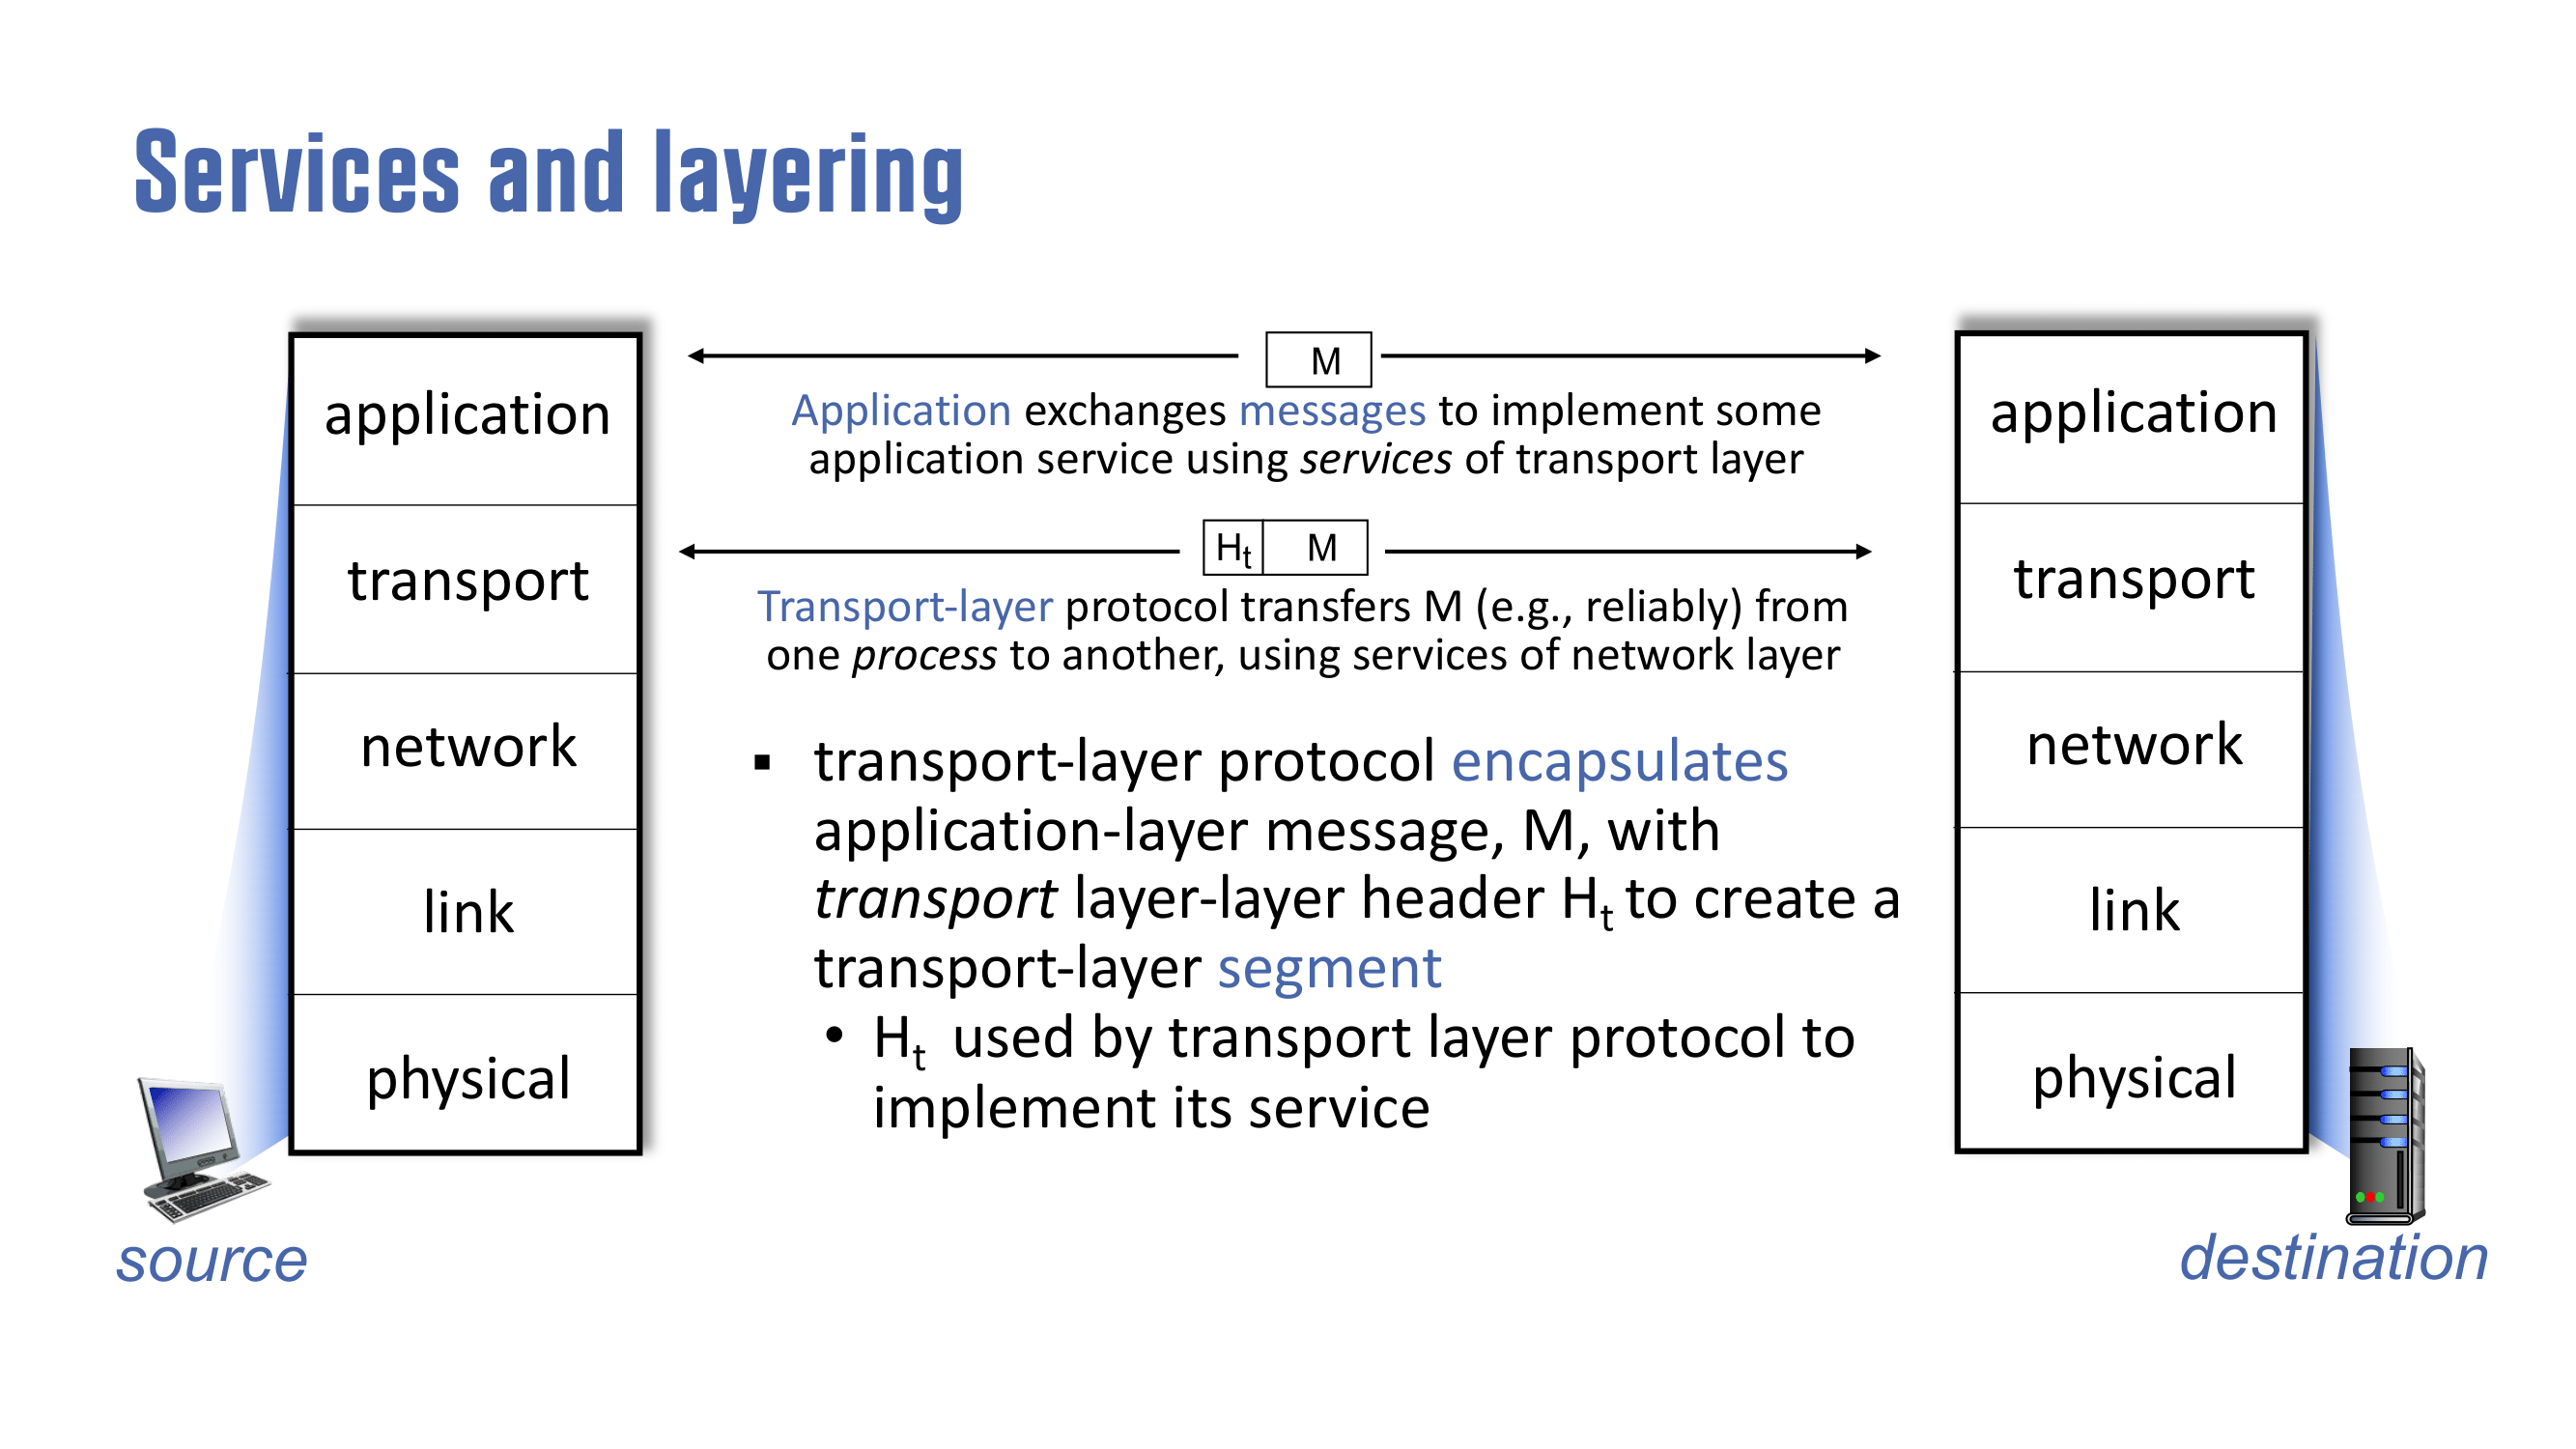 Services and layering
application
transport
network
link
physical
source
M
Application exchanges messages to implement some
application service using services of transport layer
Ht M
Transport-layer protocol transfers M (e.g., reliably) from
one process to another, using services of network layer
▪ transport-layer protocol encapsulates
application-layer message, M, with
transport layer-layer header Ht to create a
transport-layer segment
• Ht used by transport layer protocol to
implement its service
application
transport
network
link
physical
destination